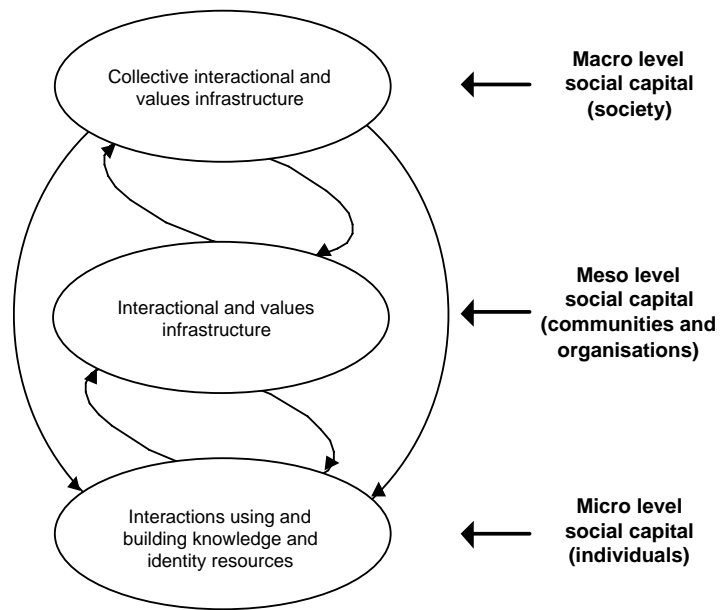 Collective interactional and
values infrastructure
Macro level
social capital
(society)
Interactional and values
infrastructure
Meso level
social capital
(communities and
organisations)
Interactions using and
building knowledge and
identity resources
Micro level
social capital
(individuals)